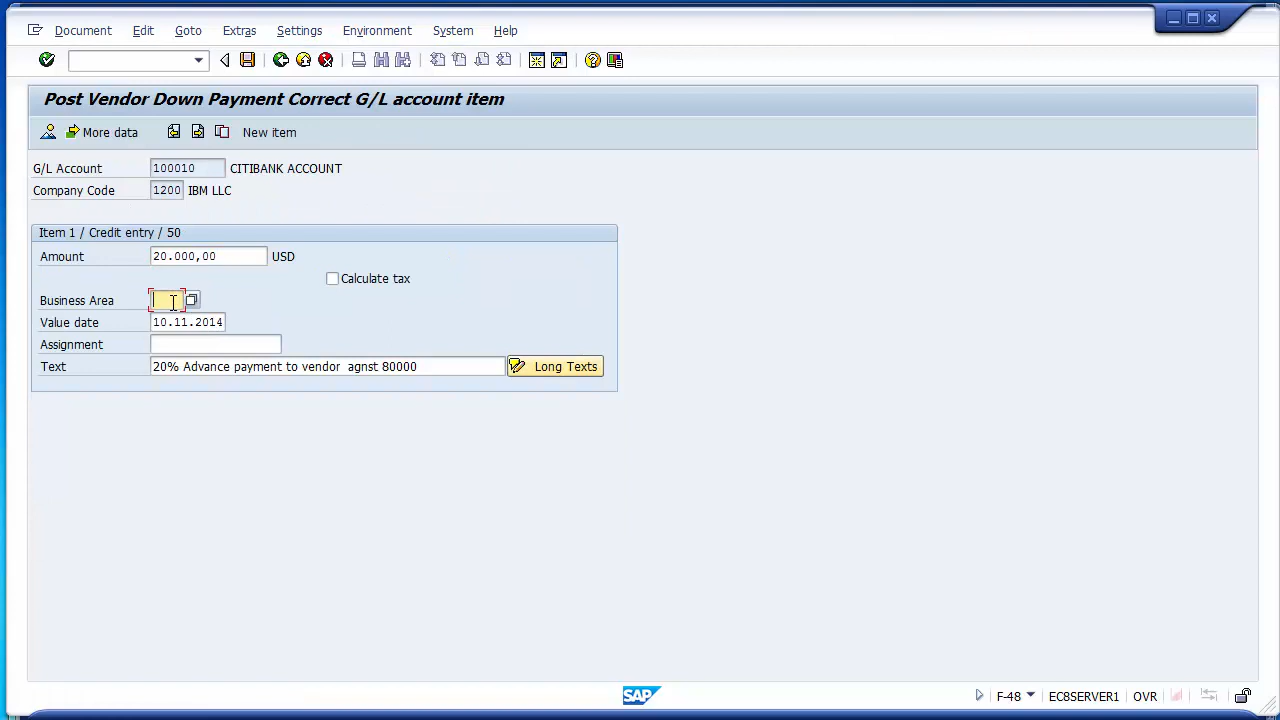 Document Edit Goto Extras Settings Environment System Help
Post Vendor Down Payment Correct G/L account item
More data New item
G/L Account 100010 CITIBANK ACCOUNT
Company Code 1200 IBM LLC
Item 1 / Credit entry / 50
Amount 20.000,00 USD
Calculate tax
Business Area
Value date 10.11.2014
Assignment
Text 20% Advance payment to vendor agnst 80000 Long Texts
SAP F-48 EC8SERVER1 OVR